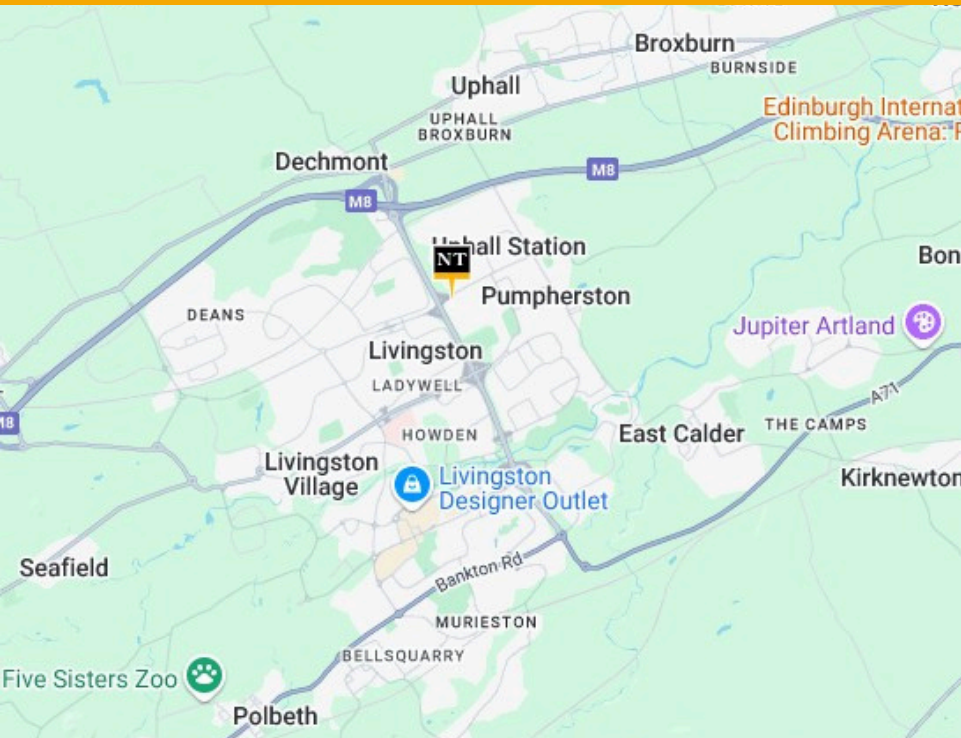 Broxburn
BURNSIDE
Uphall
UPHALL
BROXBURN
Edinburgh Internat
Climbing Arena:
Dechmont
M8
M8
Uphall Station
NT
Pumpherston
Bon
DEANS
Jupiter Artland
Livingston
LADYWELL
A71
M8
THE CAMPS
HOWDEN
East Calder
Livingston
Village
Livingston
Designer Outlet
Kirknewton
Seafield
Bankton Rd
MURIESTON
BELLSQUARRY
Five Sisters Zoo
Polbeth